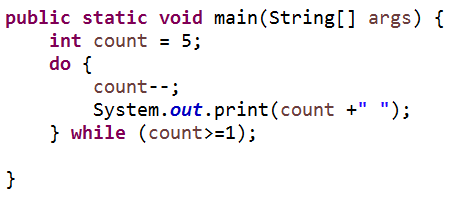 public static void main(String[] args) {
    int count = 5;
    do {
        count--;
        System.out.print(count +" ");
    } while (count>=1);

}